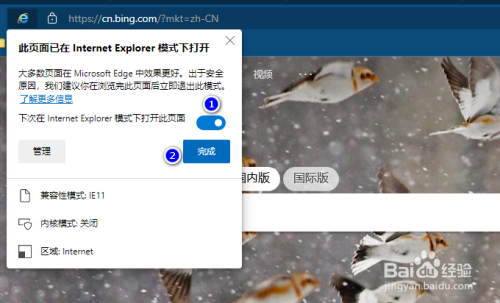 https://cn.bing.com/?mkt=zh-CN
此页面已在 Internet Explorer 模式下打开
大多数页面在 Microsoft Edge 中效果更好。出于安全
原因，我们建议你在浏览完此页面后立即退出此模式。
了解更多信息
1
下次在 Internet Explorer 模式下打开此页面
管理
2
完成
兼容性模式: IE11
内核模式: 关闭
区域: Internet
视频
国内版
国际版
Bai 经验
jingyan.baidu.com